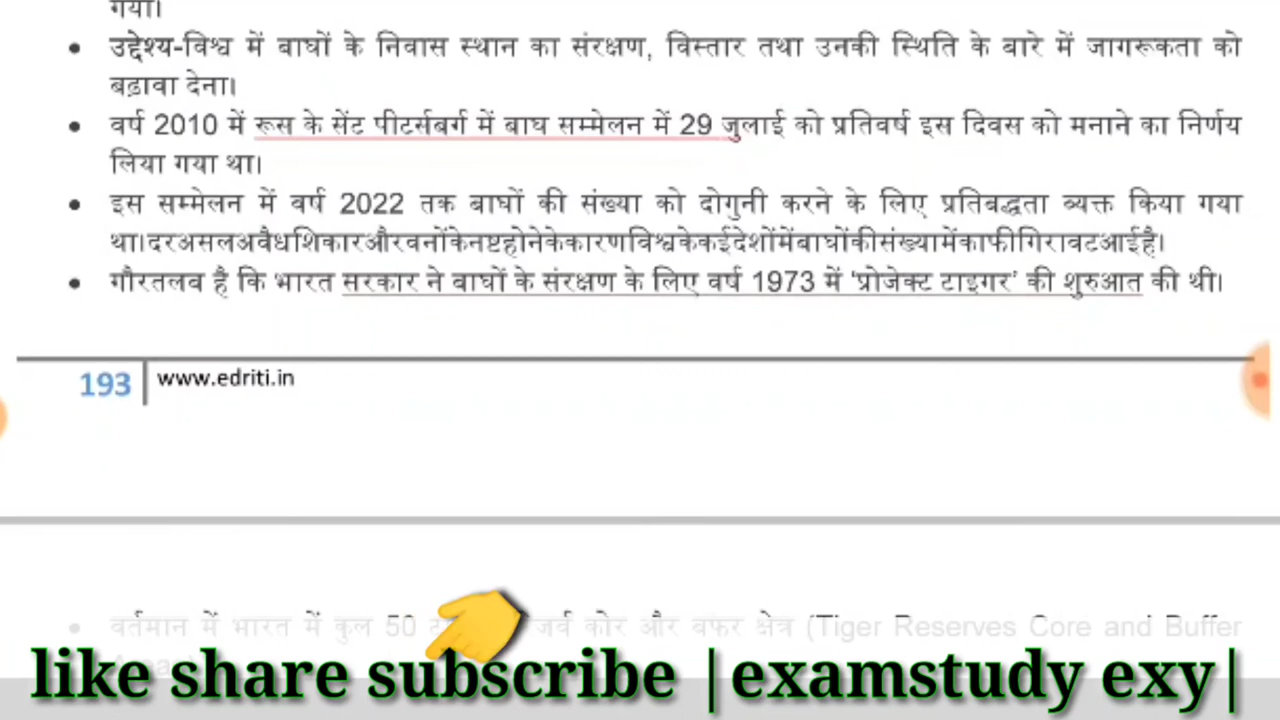 गया।
• उद्देश्य-विश्व में बाघों के निवास स्थान का संरक्षण, विस्तार तथा उनकी स्थिति के बारे में जागरूकता को
बढ़ावा देना।
• वर्ष 2010 में रूस के सेंट पीटर्सबर्ग में बाघ सम्मेलन में 29 जुलाई को प्रतिवर्ष इस दिवस को मनाने का निर्णय
लिया गया था।
• इस सम्मेलन में वर्ष 2022 तक बाघों की संख्या को दोगुनी करने के लिए प्रतिबद्धता व्यक्त किया गया
था।दरअसलअवैधशिकारऔरवनोंकेनष्टहोनेकेकारणविश्वकेकईदेशोंमेंबाघोंकीसंख्यामेंकाफीगिरावटआईहै।
• गौरतलब है कि भारत सरकार ने बाघों के संरक्षण के लिए वर्ष 1973 में 'प्रोजेक्ट टाइगर' की शुरुआत की थी।
193 www.edriti.in
• वर्तमान में भारत में कुल 50 कोर और बफर क्षेत्र (Tiger Reserves Core and Buffer
like share subscribe |examstudy exy|